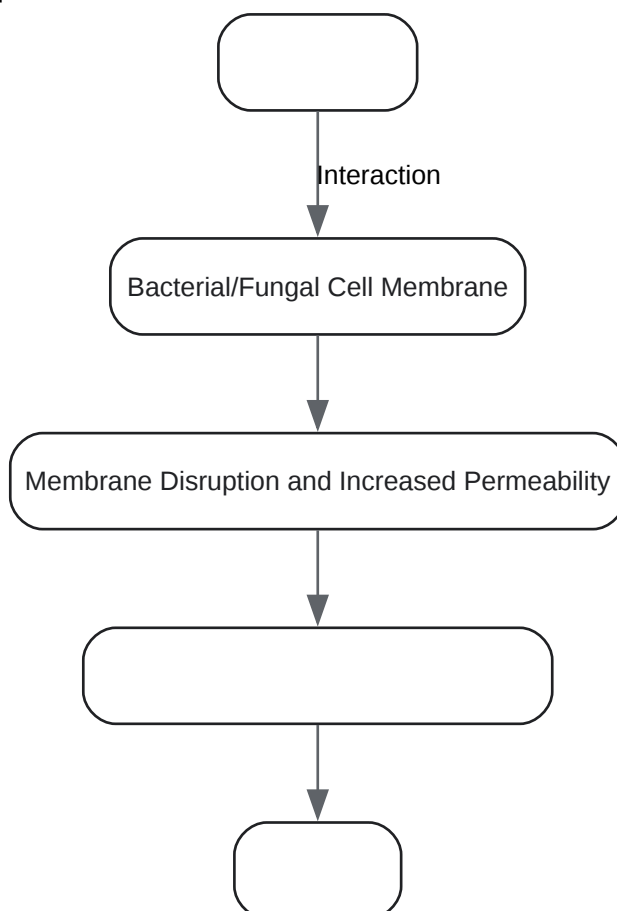 Interaction
Bacterial/Fungal Cell Membrane
Membrane Disruption and Increased Permeability